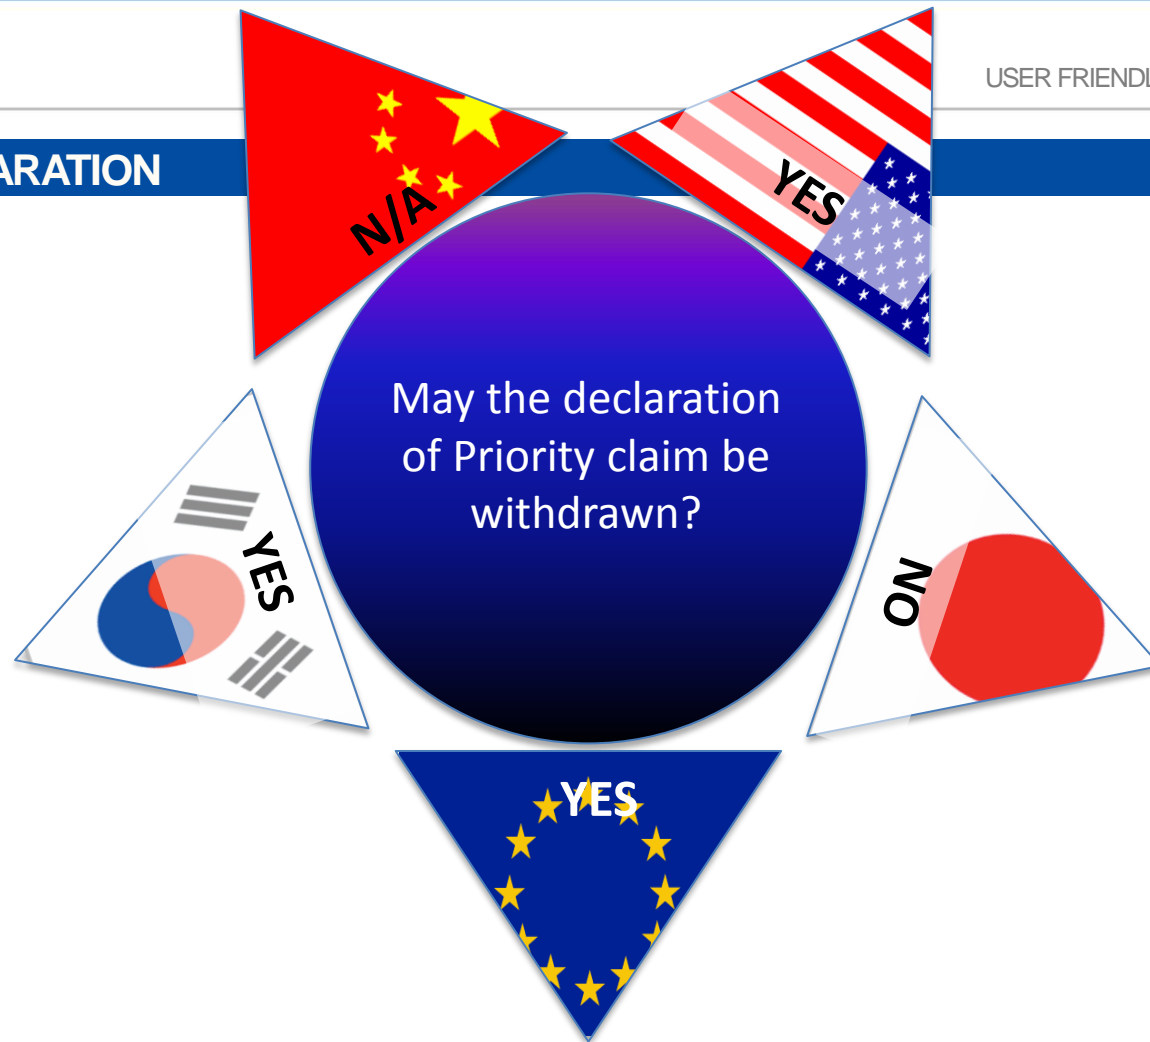 USER FRIENDL
ARATION
N/A
YES
May the declaration
of Priority claim be
withdrawn?
YES
NO
YES